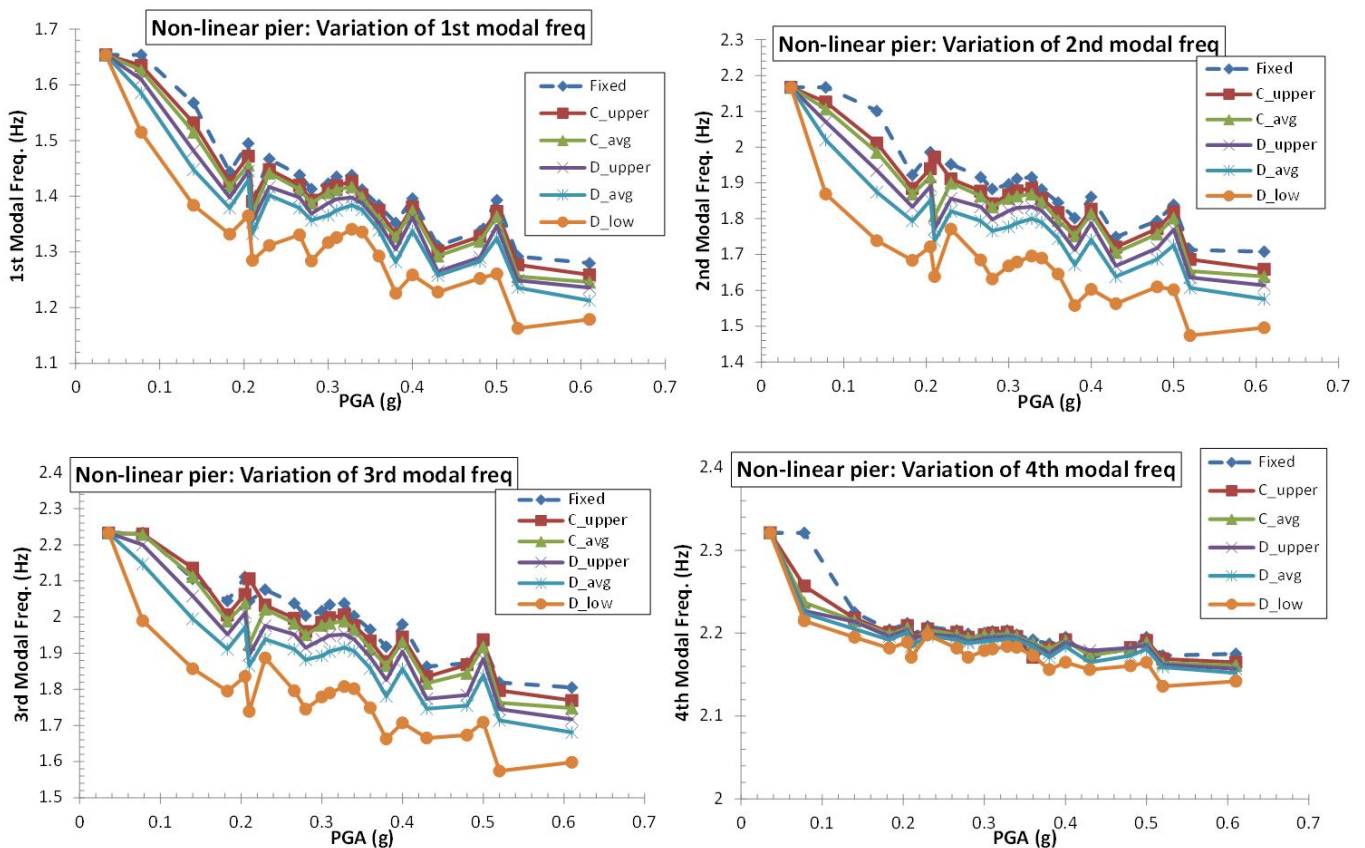 Non-linear pier: Variation of 1st modal freq
1st Modal Freq. (Hz)
1.7
1.6
1.5
1.4
1.3
1.2
1.1
0
0.1
0.2
0.3
0.4
0.5
0.6
0.7
PGA (g)
Fixed
C_upper
C_avg
D_upper
D_avg
D_low
Non-linear pier: Variation of 2nd modal freq
2nd Modal Freq. (Hz)
2.3
2.2
2.1
2
1.9
1.8
1.7
1.6
1.5
1.4
0
0.1
0.2
0.3
0.4
0.5
0.6
0.7
PGA (g)
Fixed
C_upper
C_avg
D_upper
D_avg
D_low
Non-linear pier: Variation of 3rd modal freq
3rd Modal Freq. (Hz)
2.4
2.3
2.2
2.1
2
1.9
1.8
1.7
1.6
1.5
0
0.1
0.2
0.3
0.4
0.5
0.6
0.7
PGA (g)
Fixed
C_upper
C_avg
D_upper
D_avg
D_low
Non-linear pier: Variation of 4th modal freq
4th Modal Freq. (Hz)
2.4
2.3
2.2
2.1
2
0
0.1
0.2
0.3
0.4
0.5
0.6
0.7
PGA (g)
Fixed
C_upper
C_avg
D_upper
D_avg
D_low